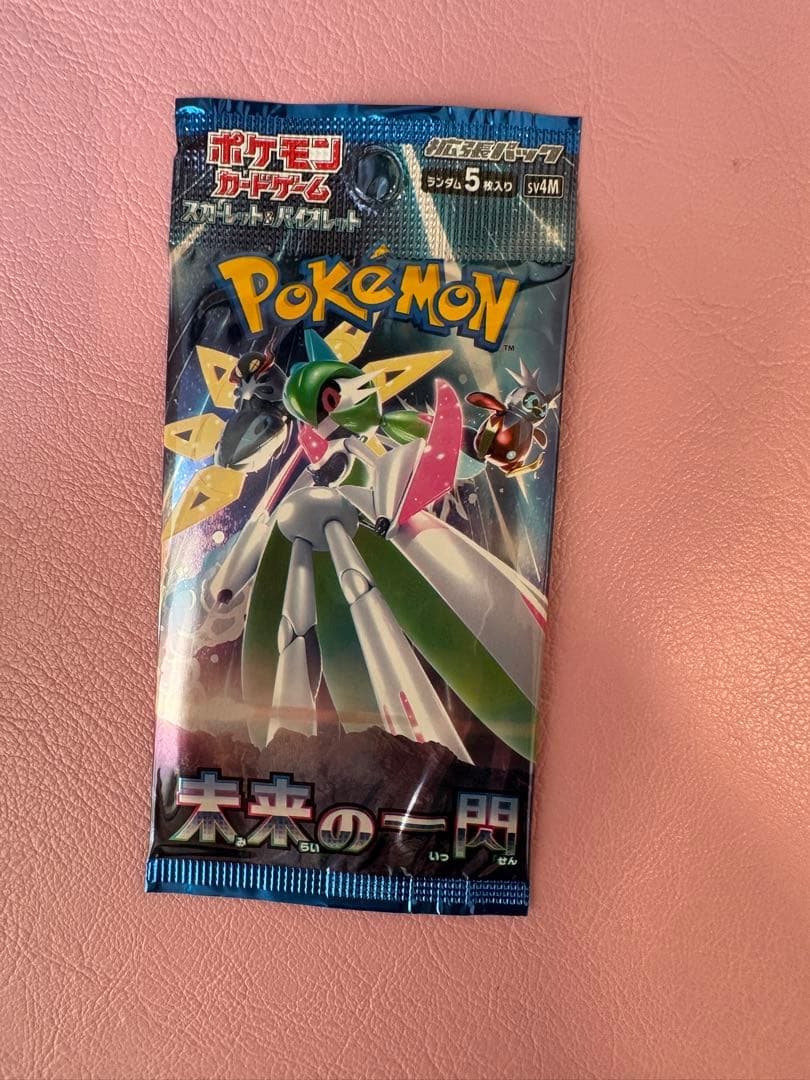 ポケモン
カードゲーム
スカーレット&バイオレット
拡張パック
ランダム5枚入り
SV4M
POKÉMON
TM
未来の一閃
み らい いっ せん